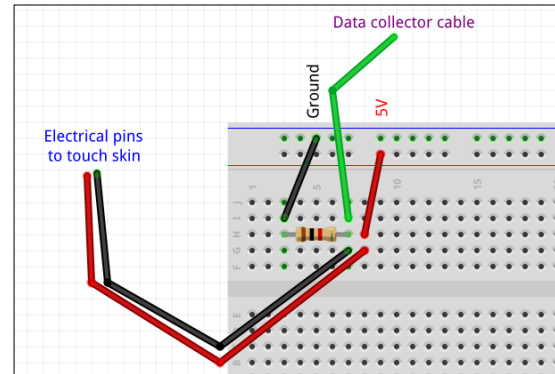 Data collector cable
Ground
5V
Electrical pins
to touch skin
1
5
10
15
J
I
H
G
F
E
D
C
B